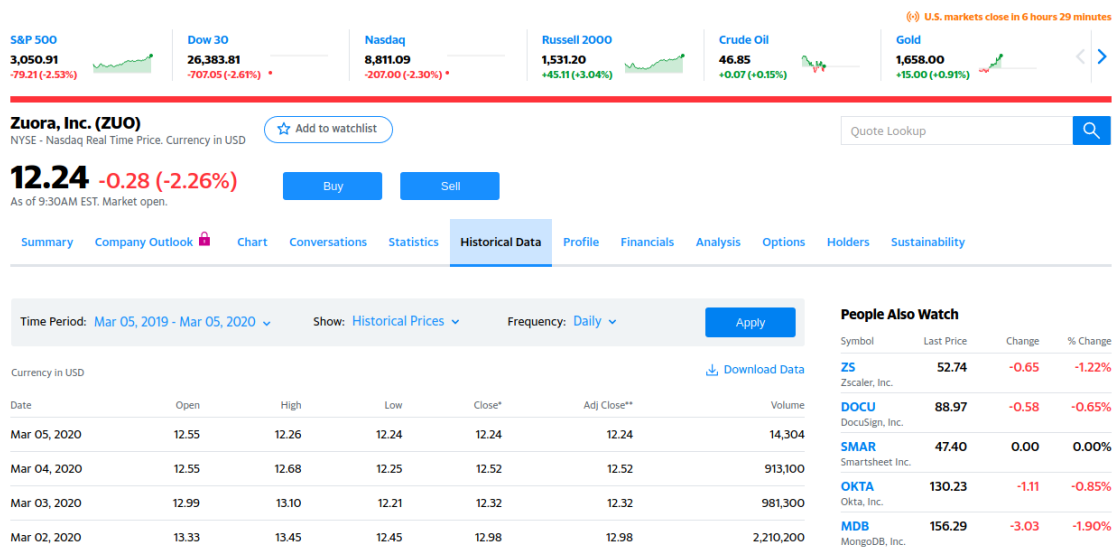 U.S. markets close in 6 hours 29 minutes
S&P 500 Dow 30 Nasdaq Russell 2000 Crude Oil Gold
3,050.91 26,383.81 8,811.09 1,531.20 46.85 1,658.00
-79.21 (-2.53%) -707.05 (-2.61%) -207.00 (-2.30%) +45.11 (+3.04%) +0.07 (+0.15%) +15.00 (+0.91%)
Zuora, Inc. (ZUO)
NYSE - Nasdaq Real Time Price. Currency in USD
Add to watchlist
Quote Lookup
12.24 -0.28 (-2.26%)
As of 9:30AM EST. Market open.
Buy Sell
Summary Company Outlook Chart Conversations Statistics Historical Data Profile Financials Analysis Options Holders Sustainability
Time Period: Mar 05, 2019 - Mar 05, 2020 Show: Historical Prices Frequency: Daily Apply
Currency in USD Download Data
Date Open High Low Close* Adj Close** Volume
Mar 05, 2020 12.55 12.26 12.24 12.24 12.24 14,304
Mar 04, 2020 12.55 12.68 12.25 12.52 12.52 913,100
Mar 03, 2020 12.99 13.10 12.21 12.32 12.32 981,300
Mar 02, 2020 13.33 13.45 12.45 12.98 12.98 2,210,200
People Also Watch
Symbol Last Price Change % Change
ZS 52.74 -0.65 -1.22%
Zscaler, Inc.
DOCU 88.97 -0.58 -0.65%
DocuSign, Inc.
SMAR 47.40 0.00 0.00%
Smartsheet Inc.
OKTA 130.23 -1.11 -0.85%
Okta, Inc.
MDB 156.29 -3.03 -1.90%
MongoDB, Inc.